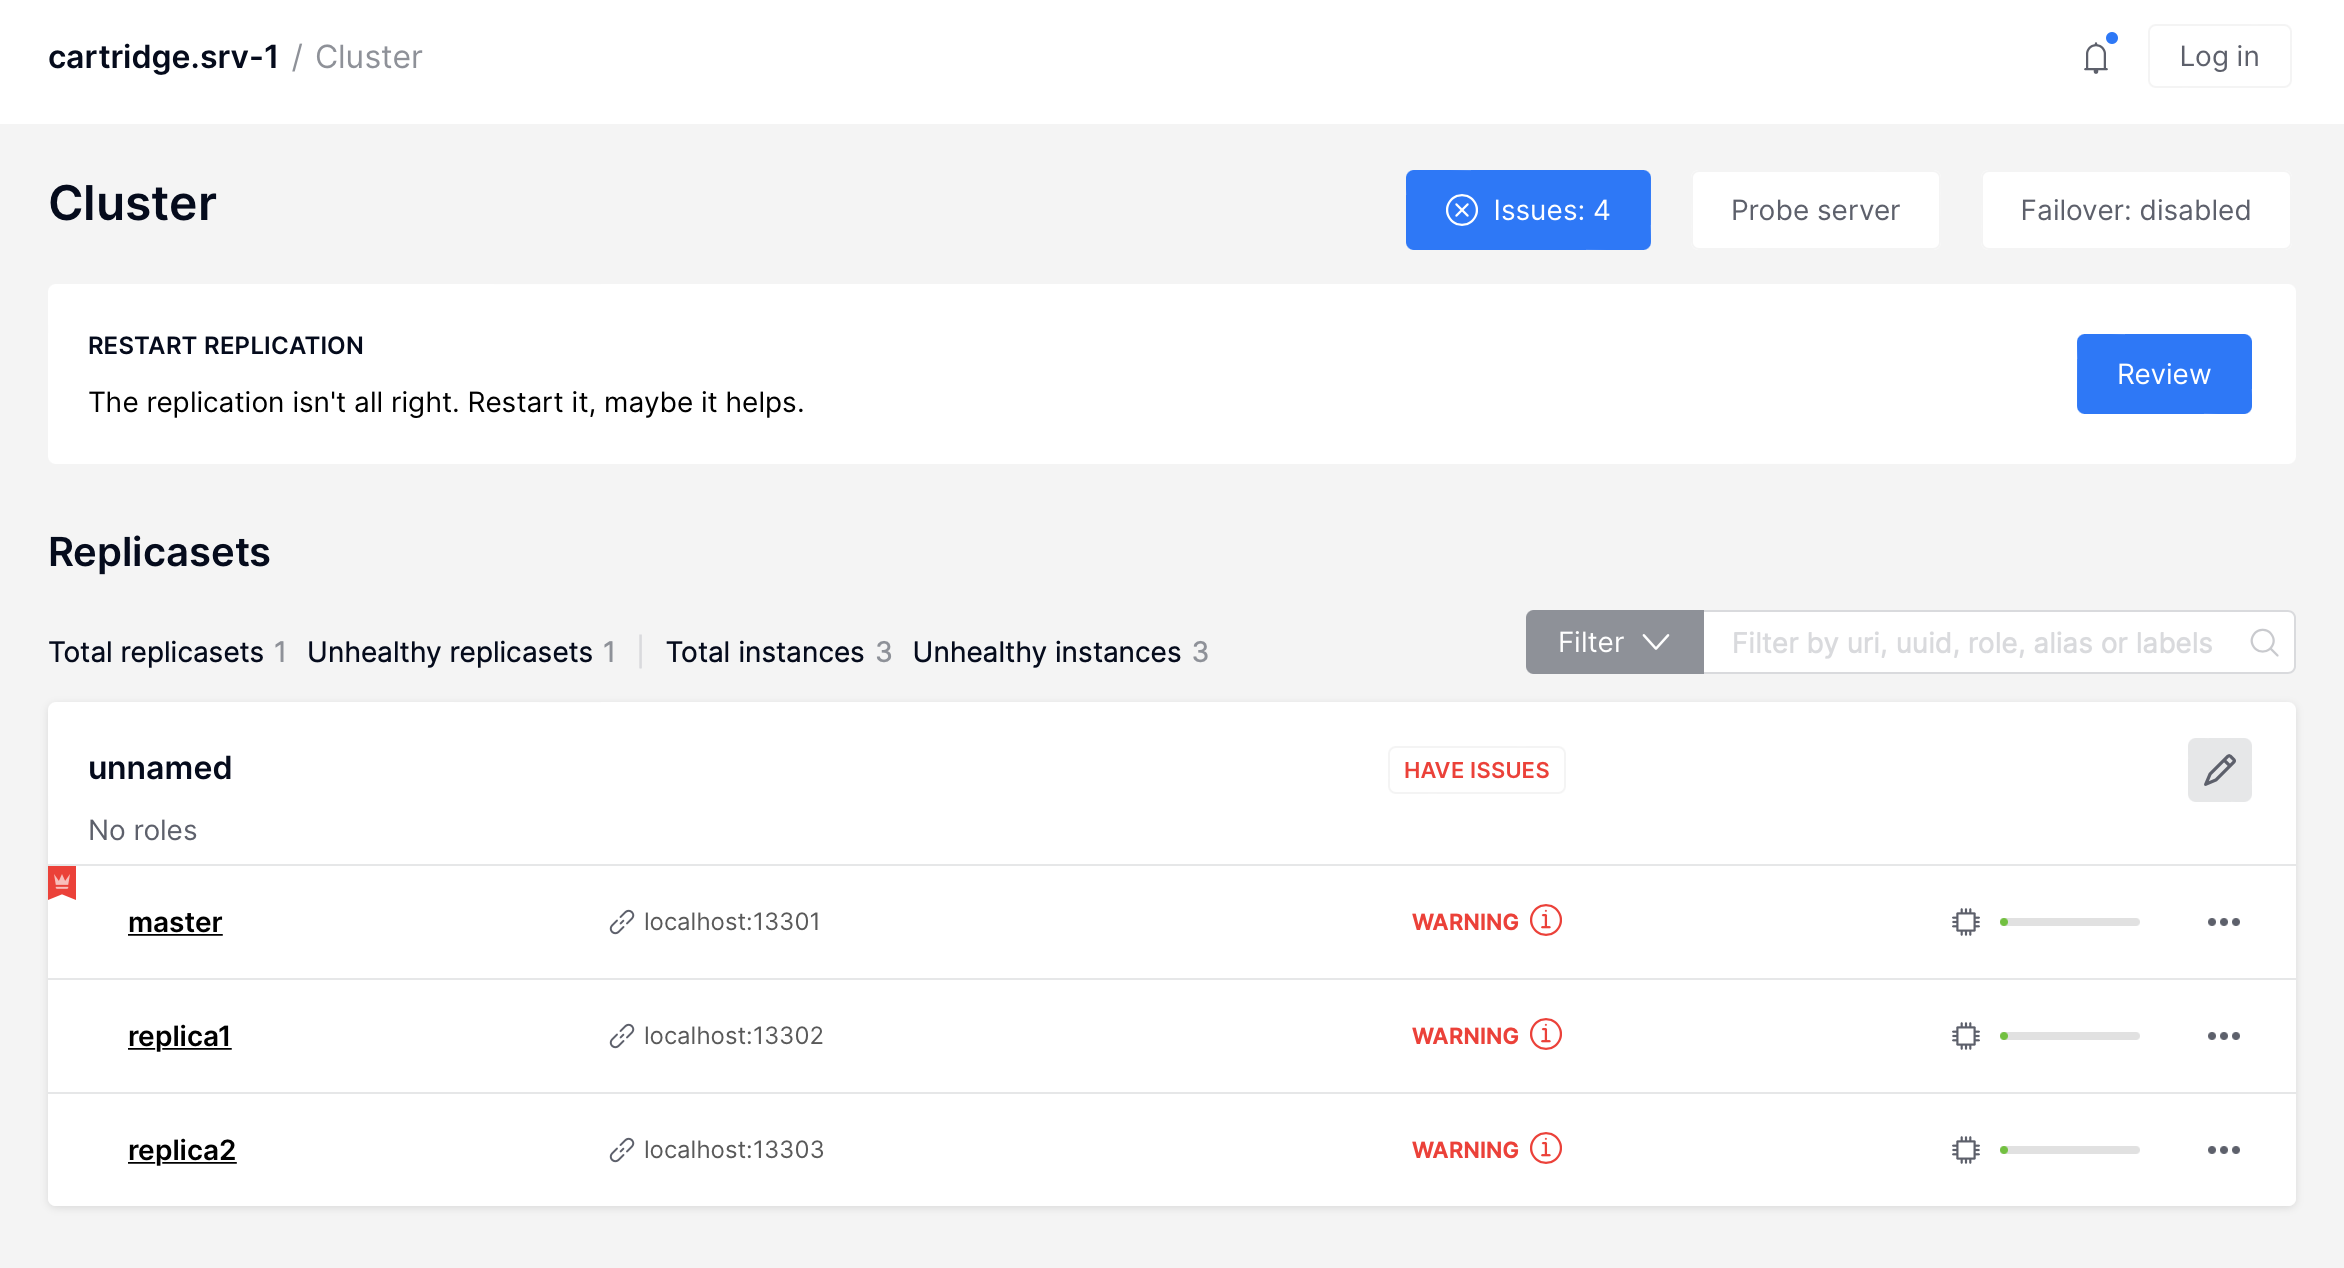 cartridge.srv-1 / Cluster
Log in
Cluster
Issues: 4
Probe server
Failover: disabled
RESTART REPLICATION
The replication isn't all right. Restart it, maybe it helps.
Review
Replicasets
Total replicasets 1 Unhealthy replicasets 1 | Total instances 3 Unhealthy instances 3
Filter
Filter by uri, uuid, role, alias or labels
unnamed
HAVE ISSUES
No roles
master localhost:13301 WARNING
replica1 localhost:13302 WARNING
replica2 localhost:13303 WARNING